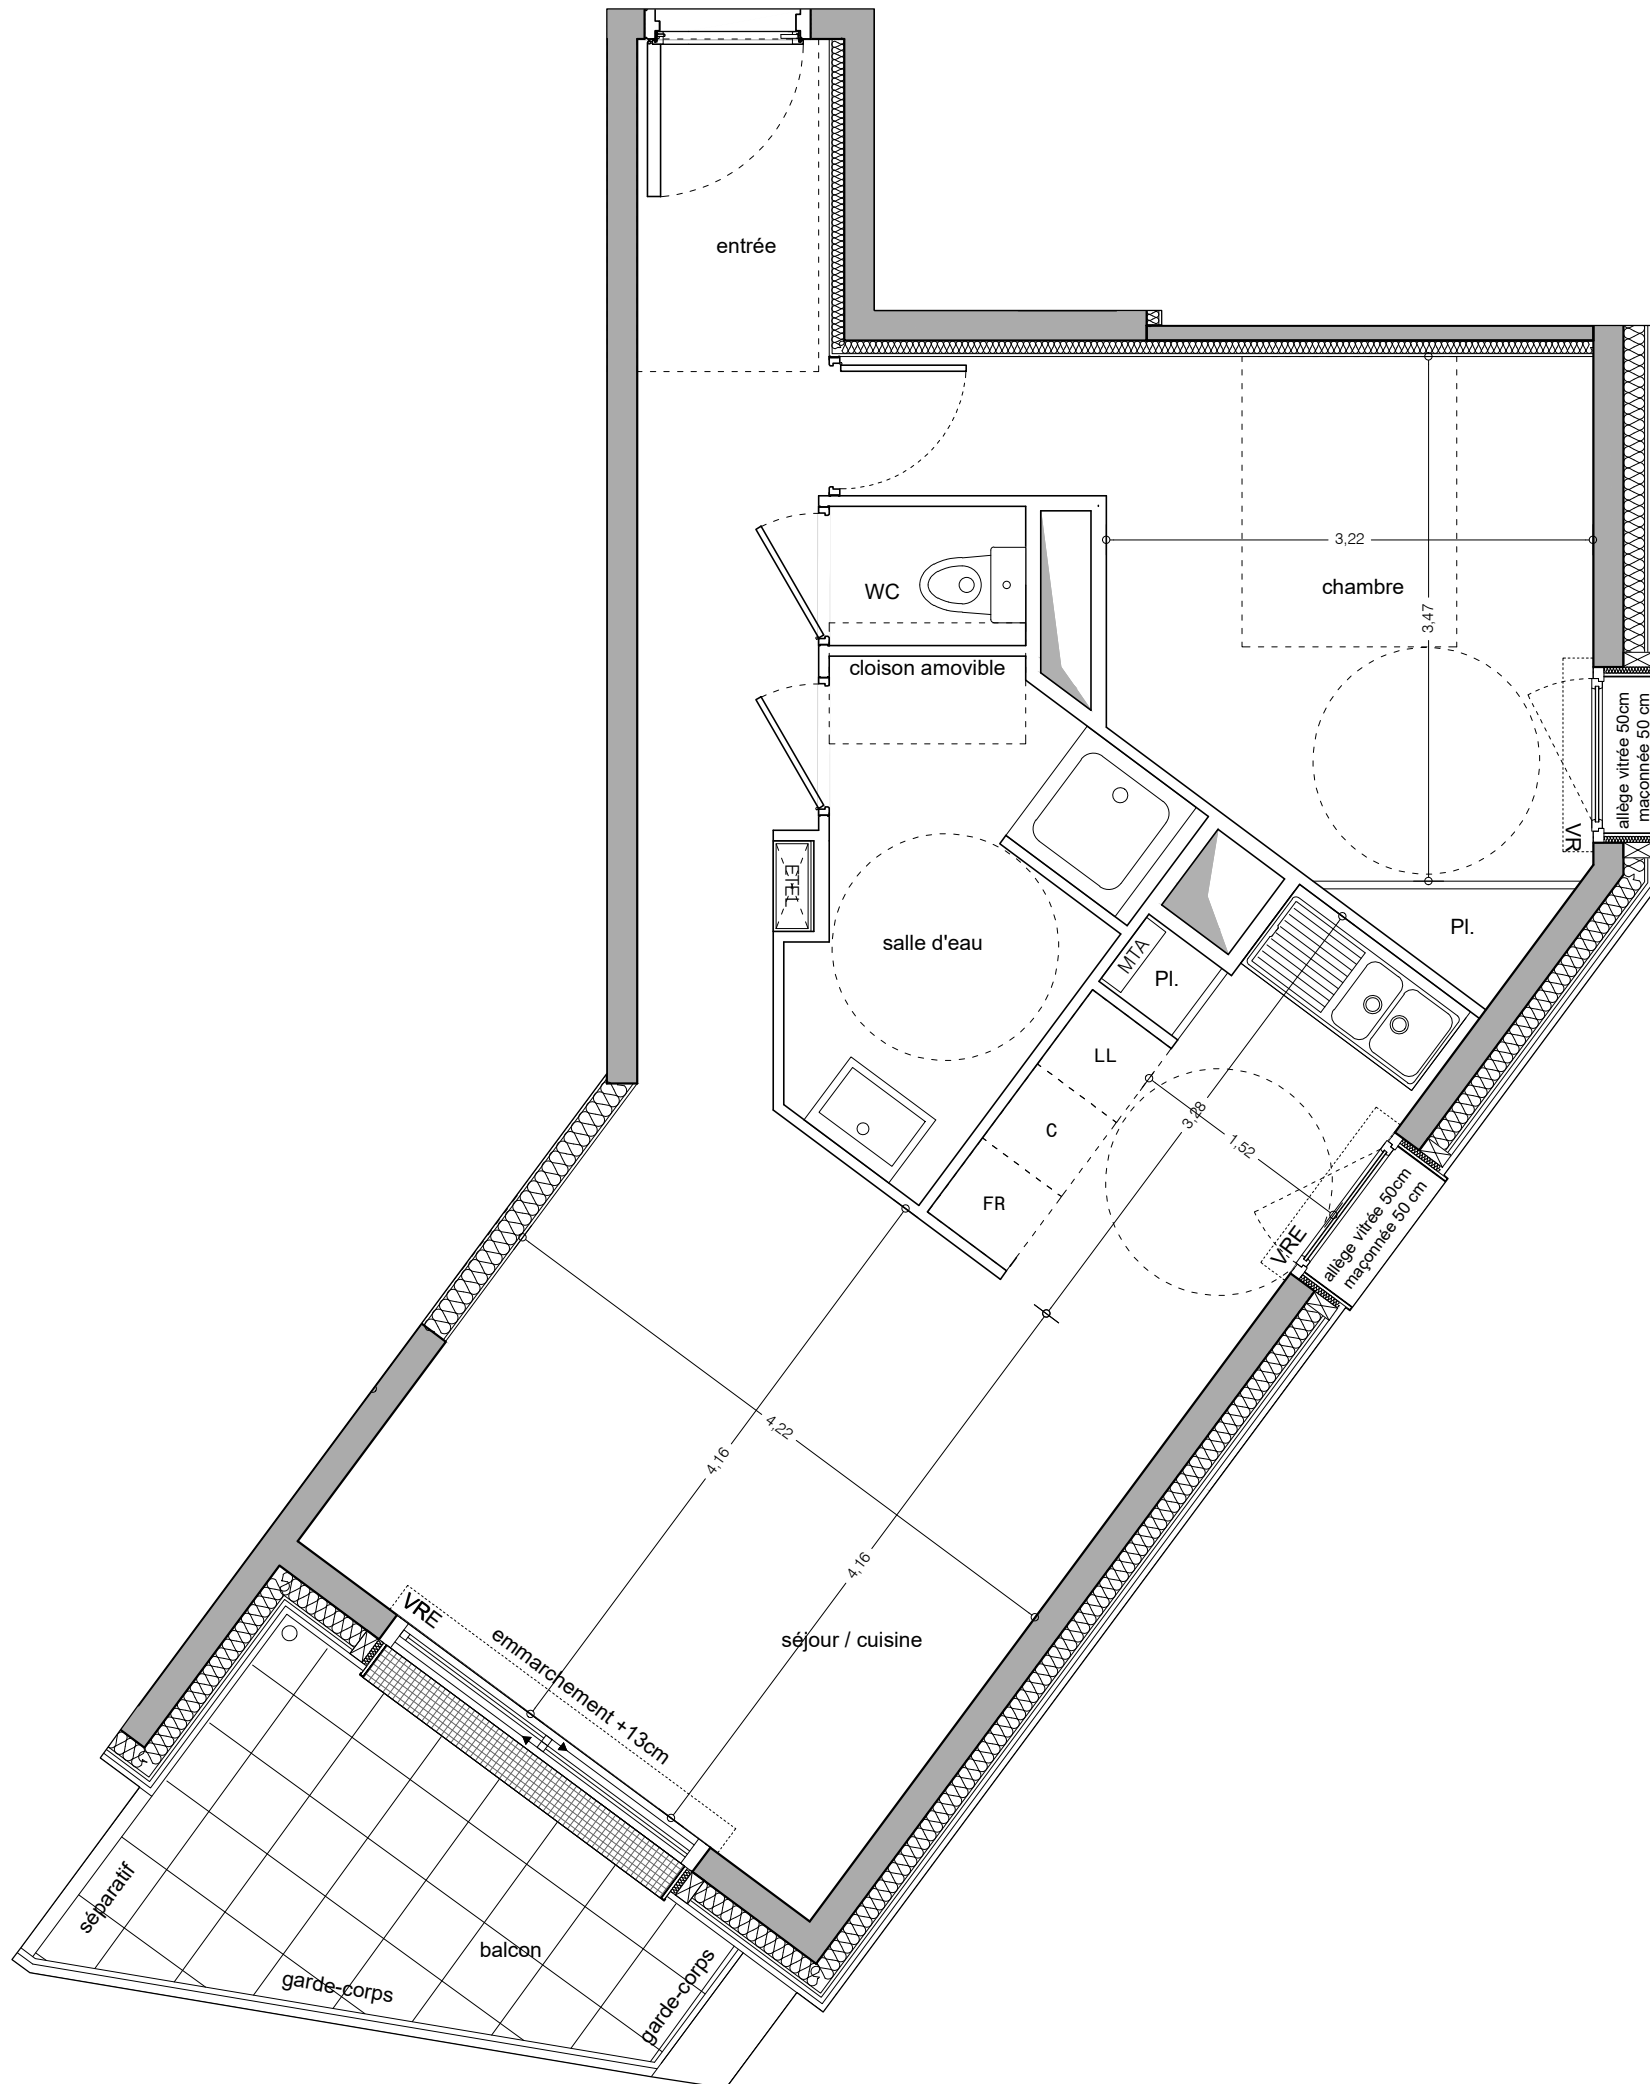 entrée
3,22
chambre
3,47
WC
cloison amovible
allège vitrée 50cm
maçonnée 50 cm
VR
ETEL
salle d'eau
Pl.
MTA
Pl.
LL
C
FR
3,28
1,52
VRE
allège vitrée 50cm
maçonnée 50 cm
4,22
4,16
4,16
VRE
emmarchement +13cm
séjour / cuisine
séparatif
balcon
garde-corps
garde-corps